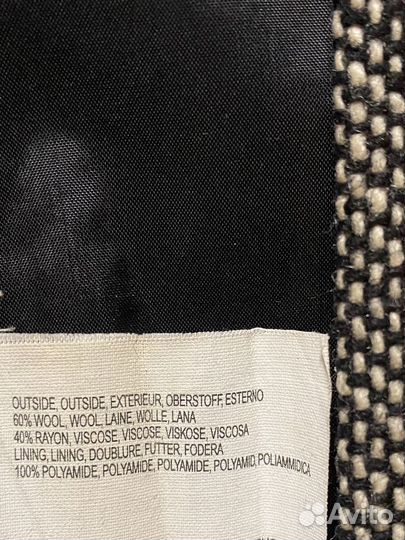 OUTSIDE, OUTSIDE, EXTERIEUR, OBERSTOFF, ESTERNO
60% WOOL, WOOL, LAINE, WOLLE, LANA
40% RAYON, VISCOSE, VISCOSE, VISKOSE, VISCOSA
LINING, LINING, DOUBLURE, FUTTER, FODERA
100% POLYAMIDE, POLYAMIDE, POLYAMIDE, POLYAMID, POLIAMMIDICA
Avito